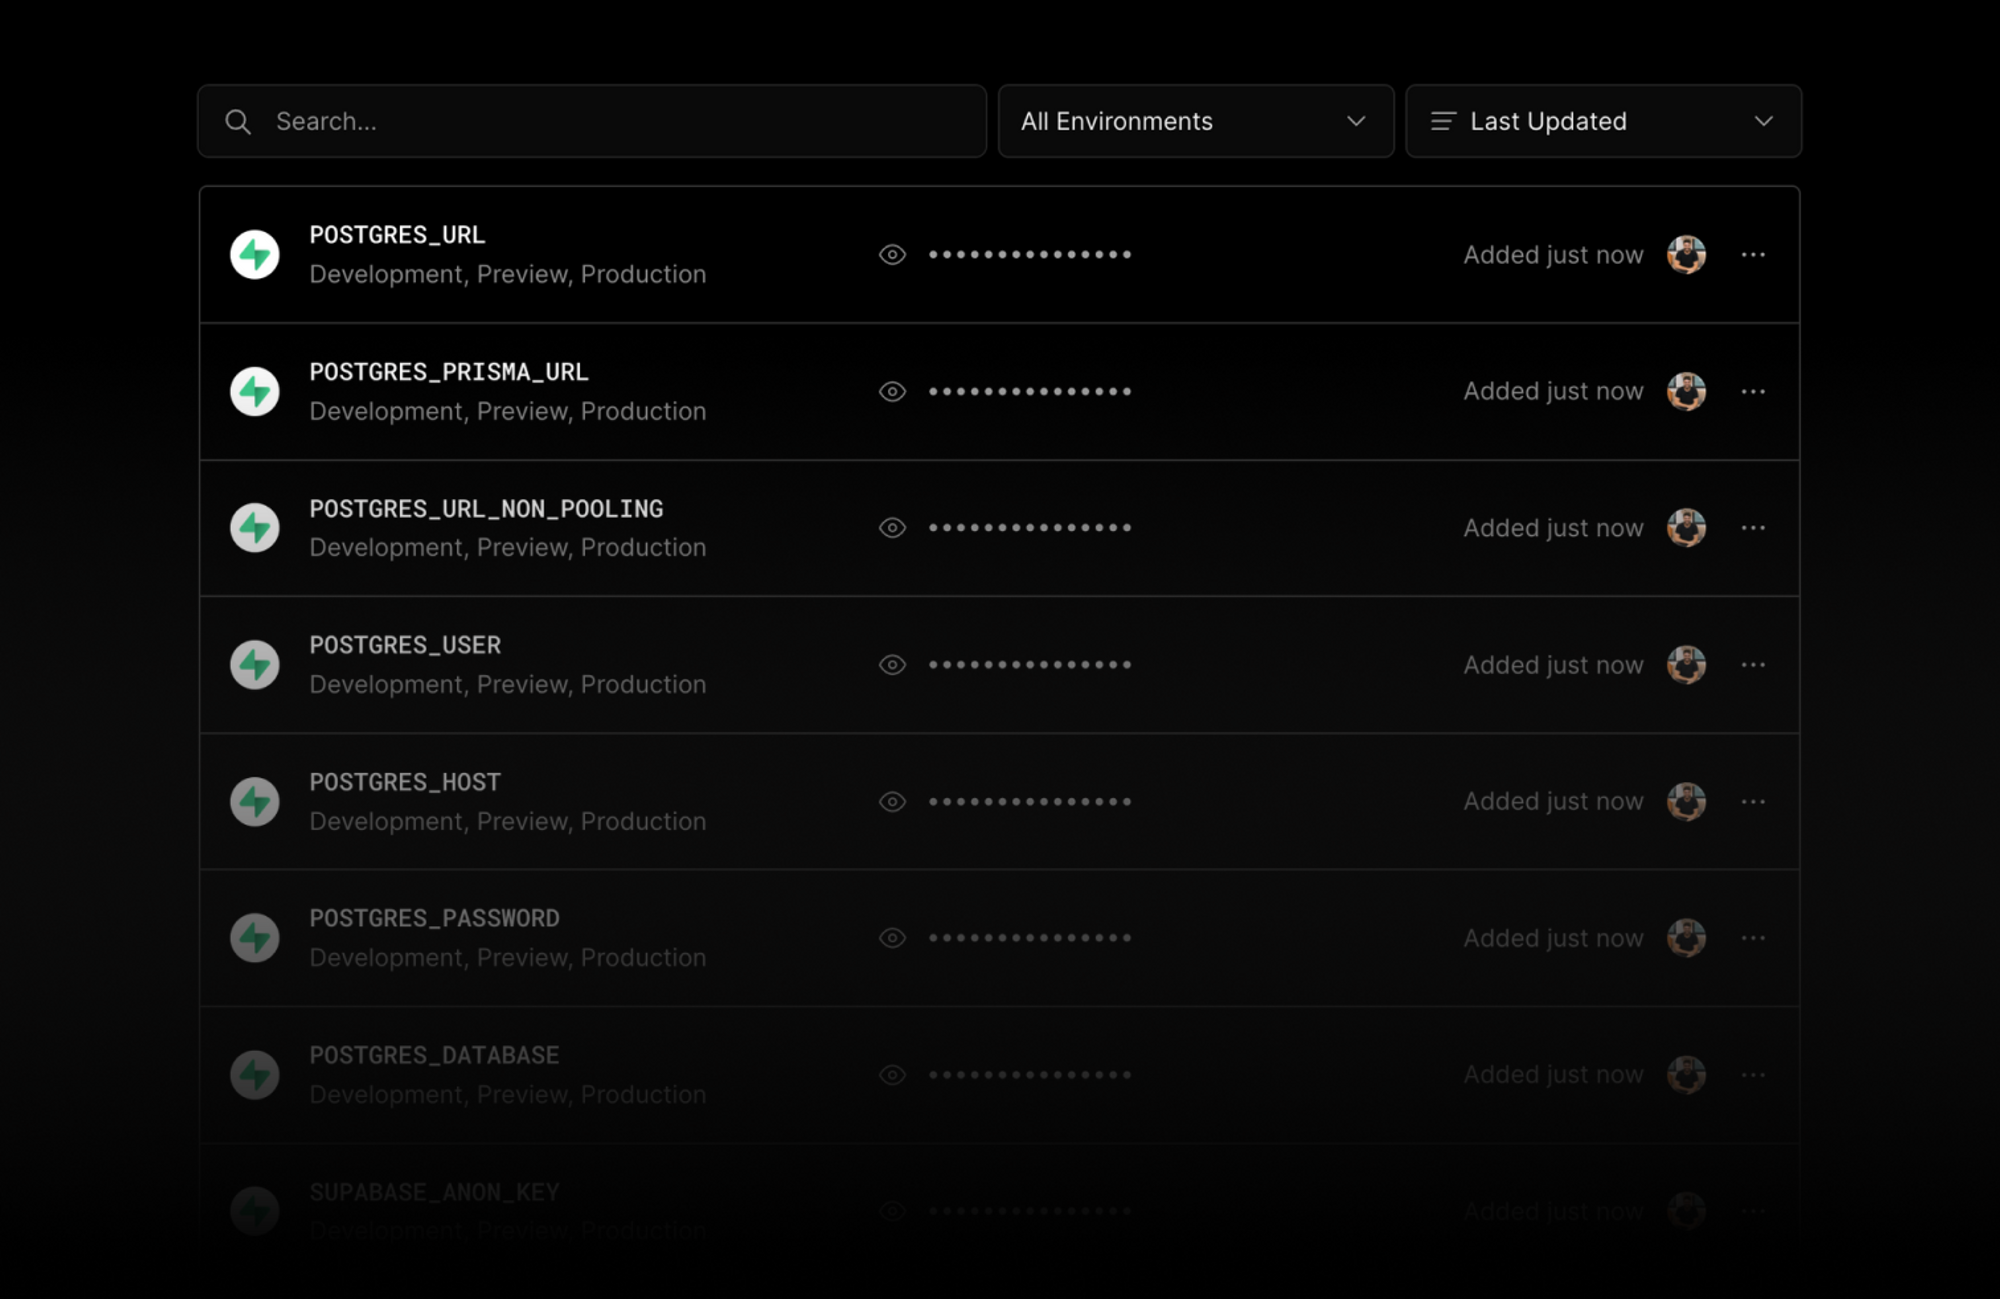 Search...
All Environments
Last Updated
POSTGRES_URL
Development, Preview, Production
Added just now
POSTGRES_PRISMA_URL
Development, Preview, Production
Added just now
POSTGRES_URL_NON_POOLING
Development, Preview, Production
Added just now
POSTGRES_USER
Development, Preview, Production
Added just now
POSTGRES_HOST
Development, Preview, Production
Added just now
POSTGRES_PASSWORD
Development, Preview, Production
Added just now
POSTGRES_DATABASE
Development, Preview, Production
Added just now
SUPABASE_ANON_KEY
Development, Preview, Production
Added just now